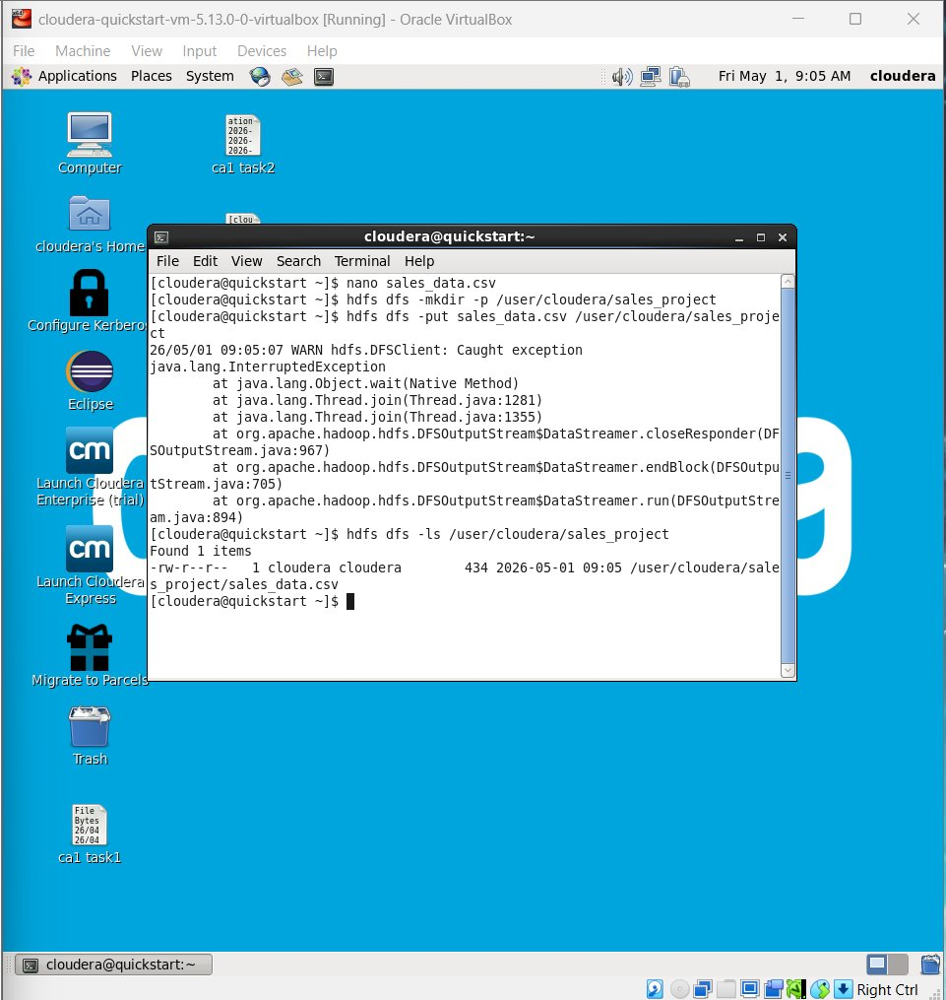 cloudera-quickstart-vm-5.13.0-0-virtualbox [Running] - Oracle VirtualBox
File Machine View Input Devices Help
Applications Places System Fri May 1, 9:05 AM cloudera
Computer
ation
2026-
2026-
2026-
ca1 task2
cloudera's Home
[clou
Configure Kerbero
Eclipse
cm
Launch Cloudera
Enterprise (trial)
cm
Launch Cloudera
Express
Migrate to Parcels
Trash
File
Bytes
26/04
26/04
ca1 task1
cloudera@quickstart:~
File Edit View Search Terminal Help
[cloudera@quickstart ~]$ nano sales_data.csv
[cloudera@quickstart ~]$ hdfs dfs -mkdir -p /user/cloudera/sales_project
[cloudera@quickstart ~]$ hdfs dfs -put sales_data.csv /user/cloudera/sales_proje
ct
26/05/01 09:05:07 WARN hdfs.DFSClient: Caught exception
java.lang.InterruptedException
        at java.lang.Object.wait(Native Method)
        at java.lang.Thread.join(Thread.java:1281)
        at java.lang.Thread.join(Thread.java:1355)
        at org.apache.hadoop.hdfs.DFSOutputStream$DataStreamer.closeResponder(DF
SOutputStream.java:967)
        at org.apache.hadoop.hdfs.DFSOutputStream$DataStreamer.endBlock(DFSOutpu
tStream.java:705)
        at org.apache.hadoop.hdfs.DFSOutputStream$DataStreamer.run(DFSOutputStre
am.java:894)
[cloudera@quickstart ~]$ hdfs dfs -ls /user/cloudera/sales_project
Found 1 items
-rw-r--r--   1 cloudera cloudera        434 2026-05-01 09:05 /user/cloudera/sale
s_project/sales_data.csv
[cloudera@quickstart ~]$
cloudera@quickstart:~
Right Ctrl